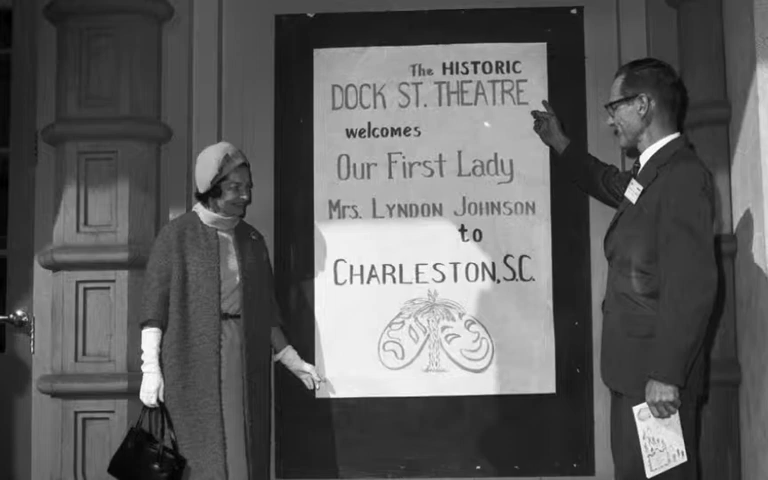 The HISTORIC
DOCK ST. THEATRE
welcomes
Our First Lady
Mrs. LYNDON JOHNSON
to
CHARLESTON, S.C.